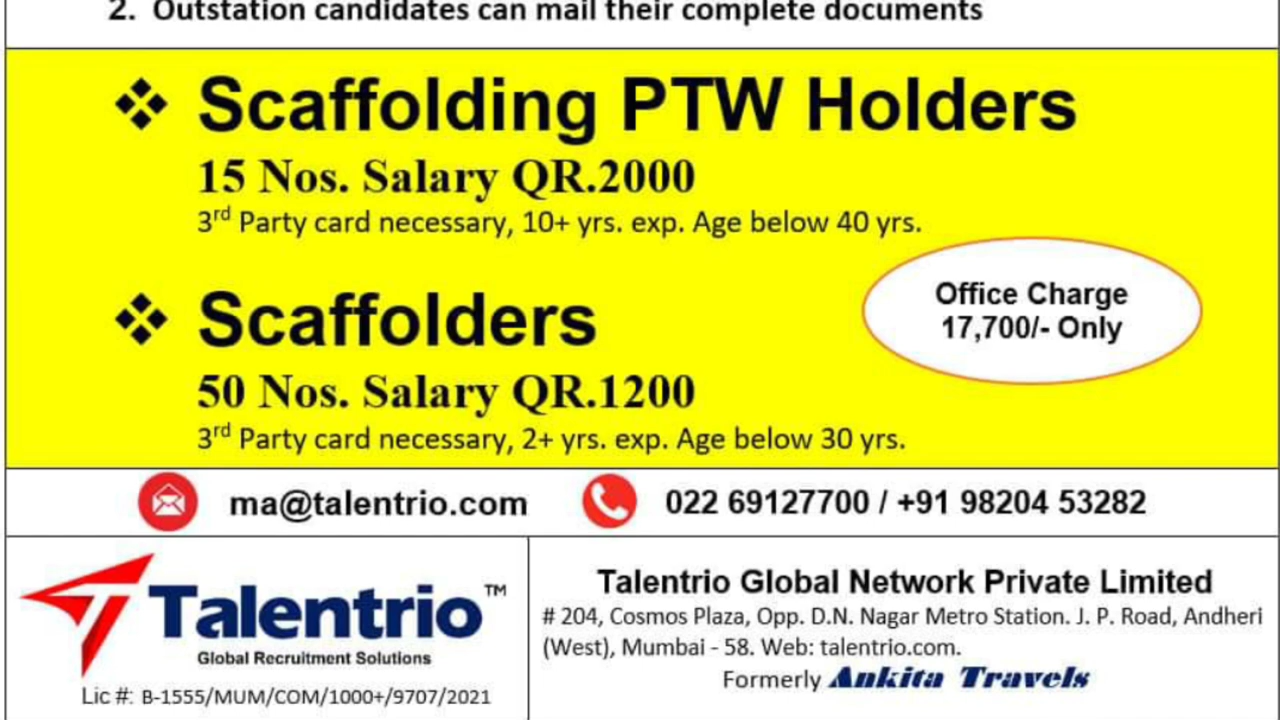 2. Outstation candidates can mail their complete documents
❖ Scaffolding PTW Holders
15 Nos. Salary QR.2000
3rd Party card necessary, 10+ yrs. exp. Age below 40 yrs.
Office Charge
17,700/- Only
❖ Scaffolders
50 Nos. Salary QR.1200
3rd Party card necessary, 2+ yrs. exp. Age below 30 yrs.
ma@talentrio.com 022 69127700 / +91 98204 53282
Talentrio™
Global Recruitment Solutions
Lic #: B-1555/MUM/COM/1000+/9707/2021
Talentrio Global Network Private Limited
# 204, Cosmos Plaza, Opp. D.N. Nagar Metro Station. J. P. Road, Andheri
(West), Mumbai - 58. Web: talentrio.com.
Formerly Ankita Travels